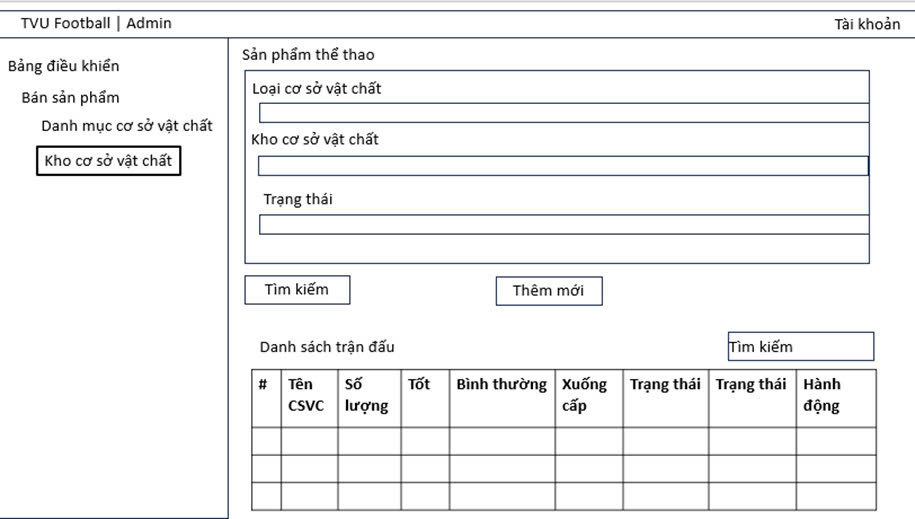 TVU Football | Admin
Tài khoản
Bảng điều khiển
Bán sản phẩm
Danh mục cơ sở vật chất
Kho cơ sở vật chất
Sản phẩm thể thao
Loại cơ sở vật chất
Kho cơ sở vật chất
Trạng thái
Tìm kiếm
Thêm mới
Danh sách trận đấu
Tìm kiếm
# Tên CSVC Số lượng Tốt Bình thường Xuống cấp Trạng thái Trạng thái Hành động